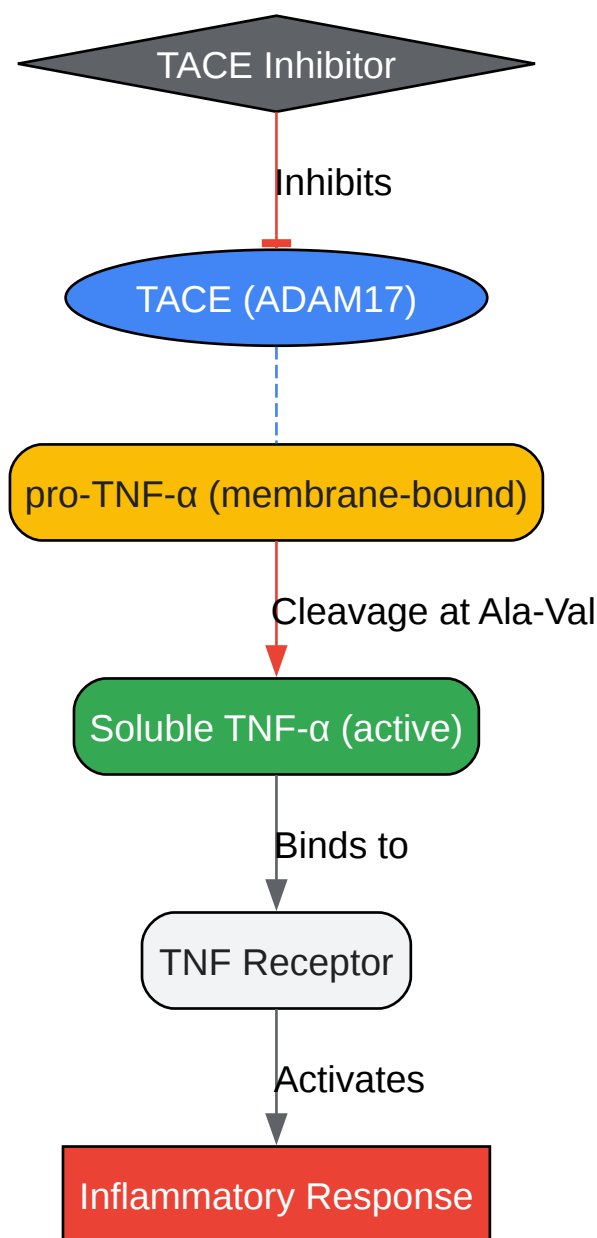 TACE Inhibitor
Inhibits
TACE (ADAM17)
pro-TNF-α (membrane-bound)
Cleavage at Ala-Val
Soluble TNF-α (active)
Binds to
TNF Receptor
Activates
Inflammatory Response